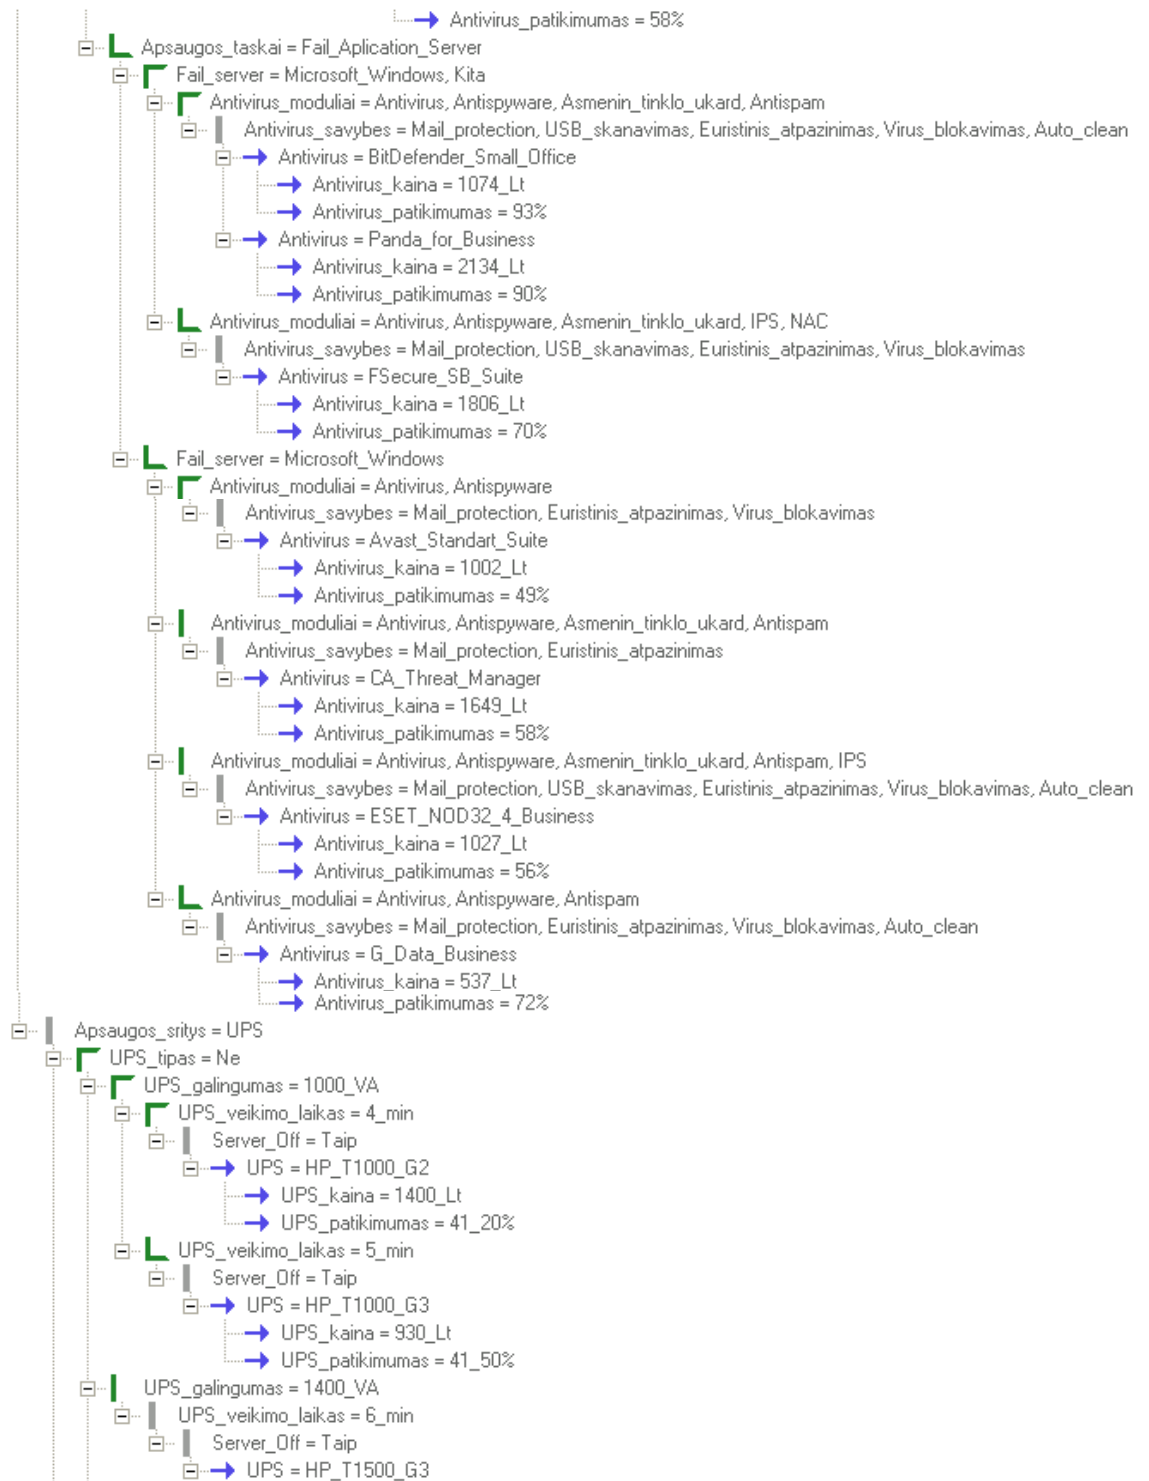 Antivirus_patikimumas = 58%
Apsaugos_taskai = Fail_Aplication_Server
Fail_server = Microsoft_Windows, Kita
Antivirus_moduliai = Antivirus, Antispyware, Asmenin_tinklo_ukard, Antispam
Antivirus_savybes = Mail_protection, USB_skanavimas, Euristinis_atpazinimas, Virus_blokavimas, Auto_clean
Antivirus = BitDefender_Small_Office
Antivirus_kaina = 1074_Lt
Antivirus_patikimumas = 93%
Antivirus = Panda_for_Business
Antivirus_kaina = 2134_Lt
Antivirus_patikimumas = 90%
Antivirus_moduliai = Antivirus, Antispyware, Asmenin_tinklo_ukard, IPS, NAC
Antivirus_savybes = Mail_protection, USB_skanavimas, Euristinis_atpazinimas, Virus_blokavimas
Antivirus = FSecure_SB_Suite
Antivirus_kaina = 1806_Lt
Antivirus_patikimumas = 70%
Fail_server = Microsoft_Windows
Antivirus_moduliai = Antivirus, Antispyware
Antivirus_savybes = Mail_protection, Euristinis_atpazinimas, Virus_blokavimas
Antivirus = Avast_Standart_Suite
Antivirus_kaina = 1002_Lt
Antivirus_patikimumas = 49%
Antivirus_moduliai = Antivirus, Antispyware, Asmenin_tinklo_ukard, Antispam
Antivirus_savybes = Mail_protection, Euristinis_atpazinimas
Antivirus = CA_Threat_Manager
Antivirus_kaina = 1649_Lt
Antivirus_patikimumas = 58%
Antivirus_moduliai = Antivirus, Antispyware, Asmenin_tinklo_ukard, Antispam, IPS
Antivirus_savybes = Mail_protection, USB_skanavimas, Euristinis_atpazinimas, Virus_blokavimas, Auto_clean
Antivirus = ESET_NOD32_4_Business
Antivirus_kaina = 1027_Lt
Antivirus_patikimumas = 56%
Antivirus_moduliai = Antivirus, Antispyware, Antispam
Antivirus_savybes = Mail_protection, Euristinis_atpazinimas, Virus_blokavimas, Auto_clean
Antivirus = G_Data_Business
Antivirus_kaina = 537_Lt
Antivirus_patikimumas = 72%
Apsaugos_sritys = UPS
UPS_tipas = Ne
UPS_galingumas = 1000_VA
UPS_veikimo_laikas = 4_min
Server_Off = Taip
UPS = HP_T1000_G2
UPS_kaina = 1400_Lt
UPS_patikimumas = 41_20%
UPS_veikimo_laikas = 5_min
Server_Off = Taip
UPS = HP_T1000_G3
UPS_kaina = 930_Lt
UPS_patikimumas = 41_50%
UPS_galingumas = 1400_VA
UPS_veikimo_laikas = 6_min
Server_Off = Taip
UPS = HP_T1500_G3